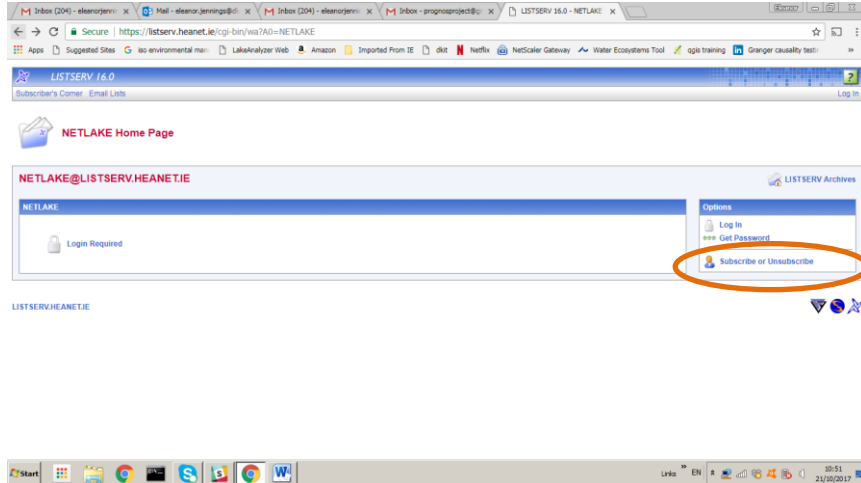 Inbox (204) - eleanorjenni
Mail - eleanor.jennings@d
Inbox (204) - eleanorjenni
Inbox - prognosproject@g
LISTSERV 16.0 - NETLAKE
Eleanor
Secure | https://listserv.heanet.ie/cgi-bin/wa?A0=NETLAKE
Apps Suggested Sites iso environmental man LakeAnalyzer Web Amazon Imported From IE dkit Netflix NetScaler Gateway Water Ecosystems Tool qgis training Granger causality test »
LISTSERV 16.0
?
Subscriber's Corner Email Lists
Log In
NETLAKE Home Page
NETLAKE@LISTSERV.HEANET.IE
LISTSERV Archives
NETLAKE
Login Required
Options
Log In
Get Password
Subscribe or Unsubscribe
LISTSERV.HEANET.IE
Start
Links » EN
10:51
21/10/2017